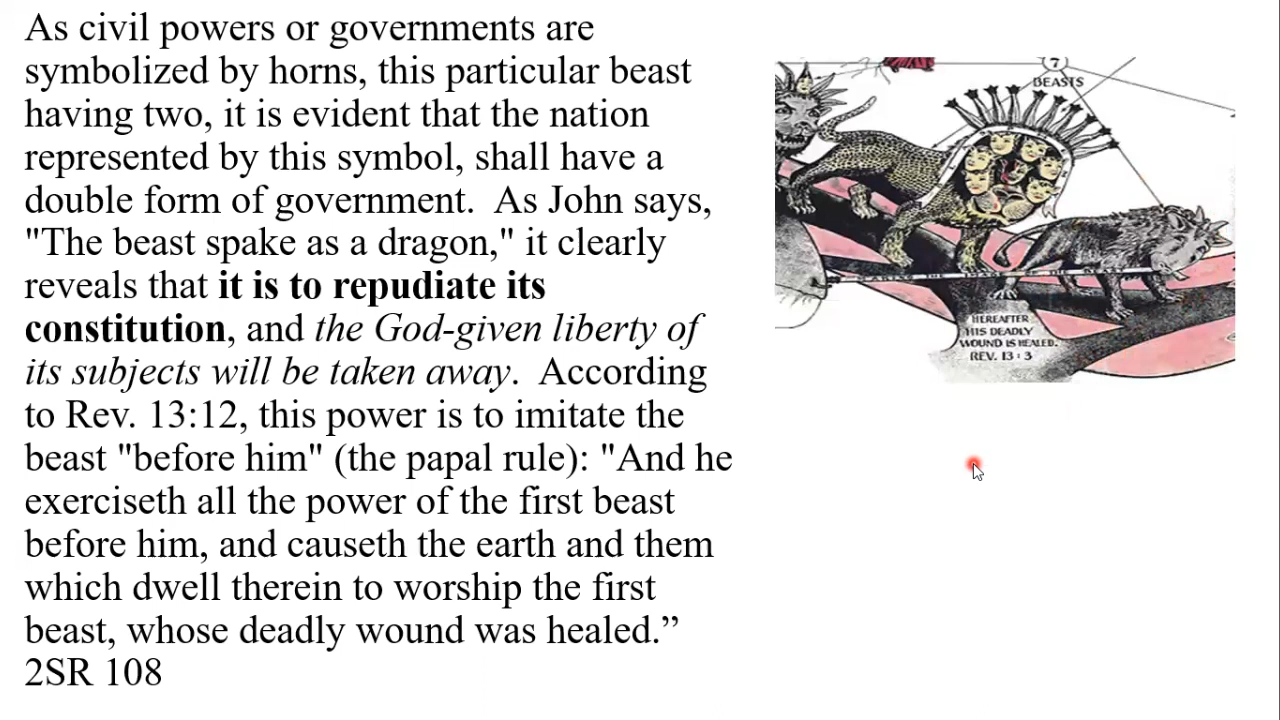 As civil powers or governments are
symbolized by horns, this particular beast
having two, it is evident that the nation
represented by this symbol, shall have a
double form of government.  As John says,
"The beast spake as a dragon," it clearly
reveals that it is to repudiate its
constitution, and the God-given liberty of
its subjects will be taken away.  According
to Rev. 13:12, this power is to imitate the
beast "before him" (the papal rule): "And he
exerciseth all the power of the first beast
before him, and causeth the earth and them
which dwell therein to worship the first
beast, whose deadly wound was healed.”
2SR 108
7
BEASTS
HEREAFTER
HIS DEADLY
WOUND IS HEALED.
REV. 13:3